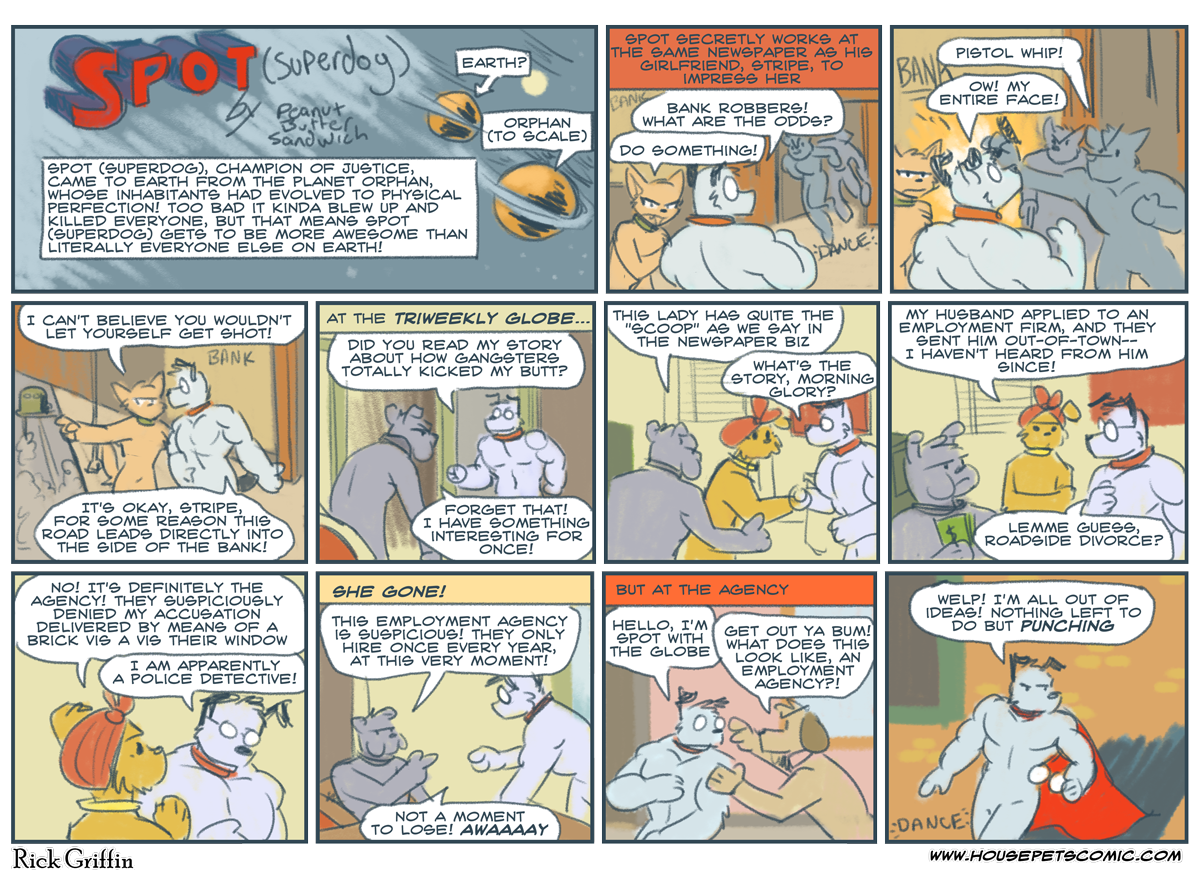 SPOT (superdog)
by Peanut
Butter
Sandwich
EARTH?
ORPHAN
(TO SCALE)
SPOT (SUPERDOG), CHAMPION OF JUSTICE,
CAME TO EARTH FROM THE PLANET ORPHAN,
WHOSE INHABITANTS HAD EVOLVED TO PHYSICAL
PERFECTION! TOO BAD IT KINDA BLEW UP AND
KILLED EVERYONE, BUT THAT MEANS SPOT
(SUPERDOG) GETS TO BE MORE AWESOME THAN
LITERALLY EVERYONE ELSE ON EARTH!
SPOT SECRETLY WORKS AT
THE SAME NEWSPAPER AS HIS
GIRLFRIEND, STRIPE, TO
IMPRESS HER
BANK
BANK ROBBERS!
WHAT ARE THE ODDS?
DO SOMETHING!
DANCE
BANK
PISTOL WHIP!
OW! MY
ENTIRE FACE!
I CAN'T BELIEVE YOU WOULDN'T
LET YOURSELF GET SHOT!
BANK
IT'S OKAY, STRIPE,
FOR SOME REASON THIS
ROAD LEADS DIRECTLY INTO
THE SIDE OF THE BANK!
AT THE TRIWEEKLY GLOBE...
DID YOU READ MY STORY
ABOUT HOW GANGSTERS
TOTALLY KICKED MY BUTT?
FORGET THAT!
I HAVE SOMETHING
INTERESTING FOR
ONCE!
THIS LADY HAS QUITE THE
"SCOOP" AS WE SAY IN
THE NEWSPAPER BIZ
WHAT'S THE
STORY, MORNING
GLORY?
MY HUSBAND APPLIED TO AN
EMPLOYMENT FIRM, AND THEY
SENT HIM OUT-OF-TOWN--
I HAVEN'T HEARD FROM HIM
SINCE!
$
LEMME GUESS,
ROADSIDE DIVORCE?
NO! IT'S DEFINITELY THE
AGENCY! THEY SUSPICIOUSLY
DENIED MY ACCUSATION
DELIVERED BY MEANS OF A
BRICK VIS A VIS THEIR WINDOW
I AM APPARENTLY
A POLICE DETECTIVE!
SHE GONE!
THIS EMPLOYMENT AGENCY
IS SUSPICIOUS! THEY ONLY
HIRE ONCE EVERY YEAR,
AT THIS VERY MOMENT!
NOT A MOMENT
TO LOSE! AWAAAAY
BUT AT THE AGENCY
HELLO, I'M
SPOT WITH
THE GLOBE
GET OUT YA BUM!
WHAT DOES THIS
LOOK LIKE, AN
EMPLOYMENT
AGENCY?!
WELP! I'M ALL OUT OF
IDEAS! NOTHING LEFT TO
DO BUT PUNCHING
DANCE
Rick Griffin
WWW.HOUSEPETSCOMIC.COM